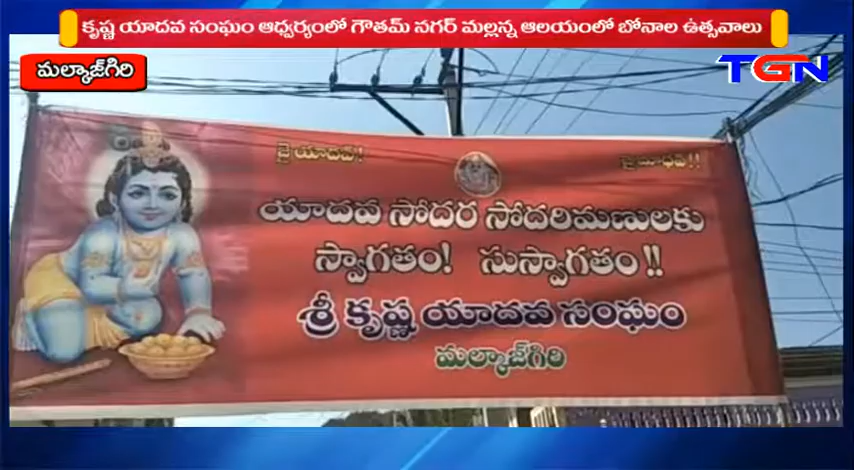 కృష్ణ యాదవ సంఘం ఆధ్వర్యంలో గౌతమ్ నగర్ మల్లన్న ఆలయంలో బోనాల ఉత్సవాలు
మల్కాజ్‌గిరి
TGN
జై యాదవ! జై మాధవ!!
యాదవ సోదర సోదరిమణులకు
స్వాగతం! సుస్వాగతం!!
శ్రీ కృష్ణ యాదవ సంఘం
మల్కాజ్‌గిరి